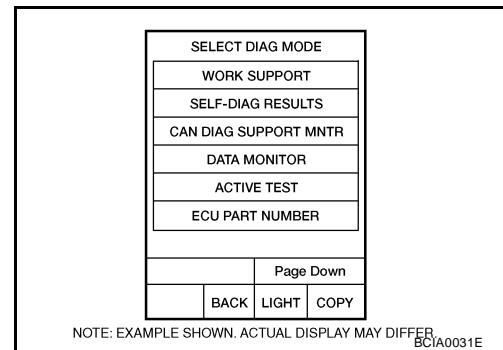 SELECT DIAG MODE
WORK SUPPORT
SELF-DIAG RESULTS
CAN DIAG SUPPORT MNTR
DATA MONITOR
ACTIVE TEST
ECU PART NUMBER
Page Down
BACK LIGHT COPY
NOTE: EXAMPLE SHOWN. ACTUAL DISPLAY MAY DIFFER.
BCIA0031E